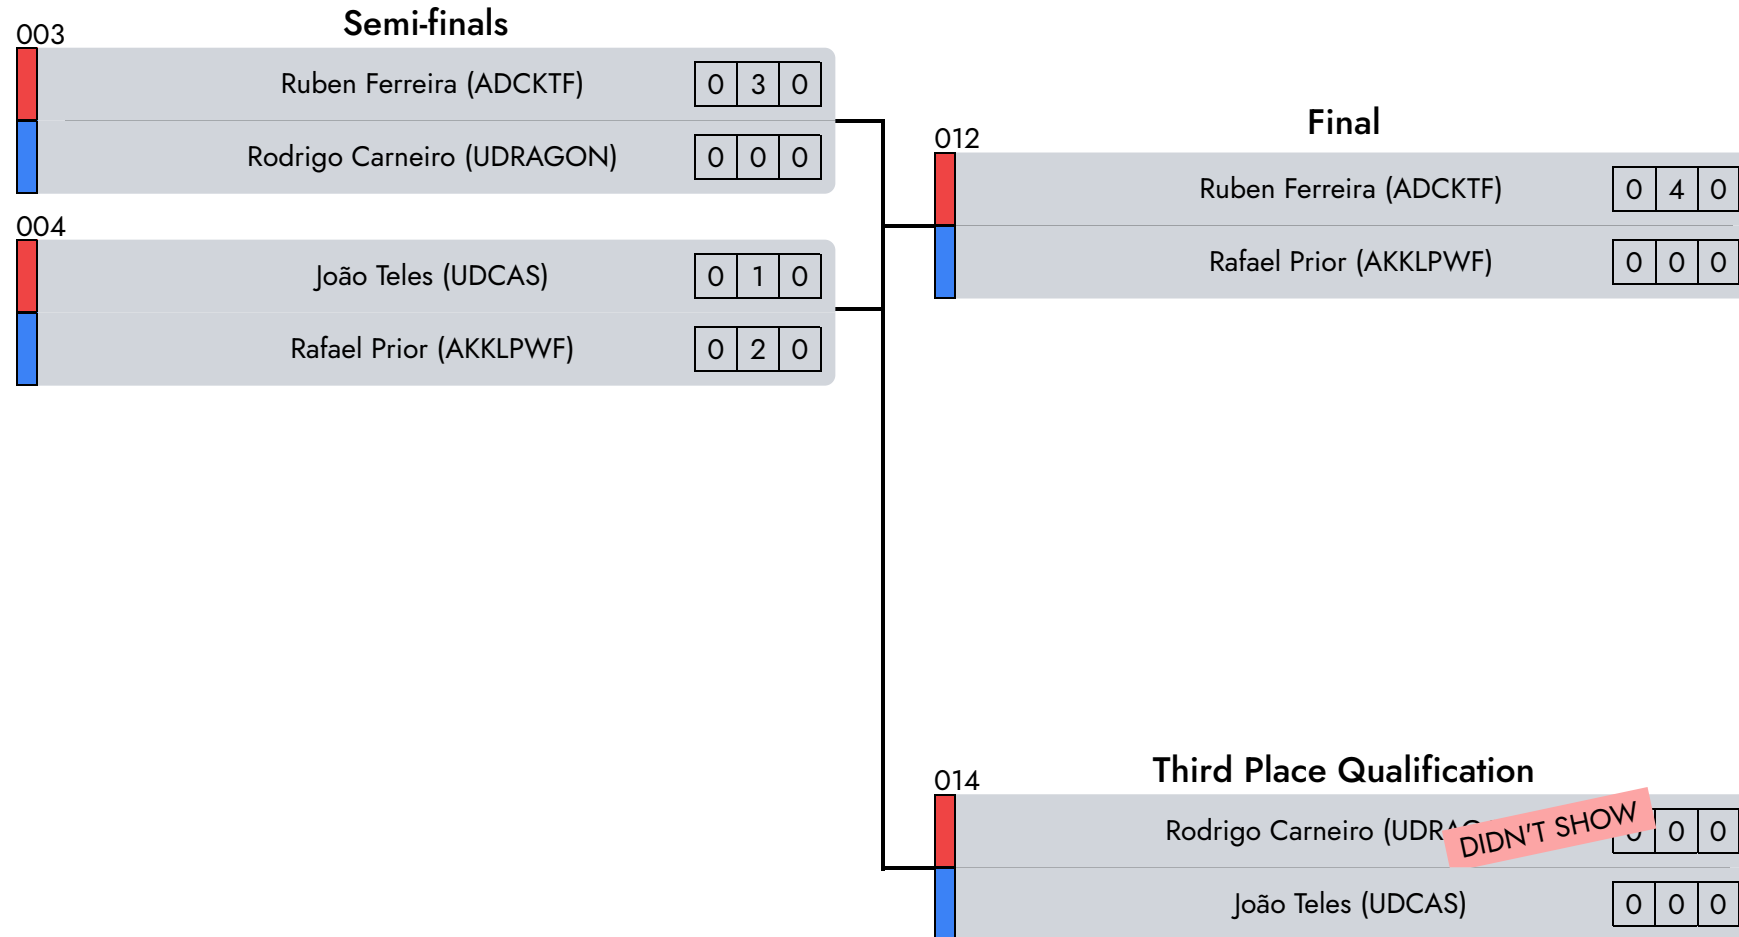 Semi-finals
003
Ruben Ferreira (ADCKTF) 0 3 0
Rodrigo Carneiro (UDRAGON) 0 0 0
004
João Teles (UDCAS) 0 1 0
Rafael Prior (AKKLPWF) 0 2 0
Final
012
Ruben Ferreira (ADCKTF) 0 4 0
Rafael Prior (AKKLPWF) 0 0 0
Third Place Qualification
014
Rodrigo Carneiro 0 0
DIDN'T SHOW
João Teles (UDCAS) 0 0 0